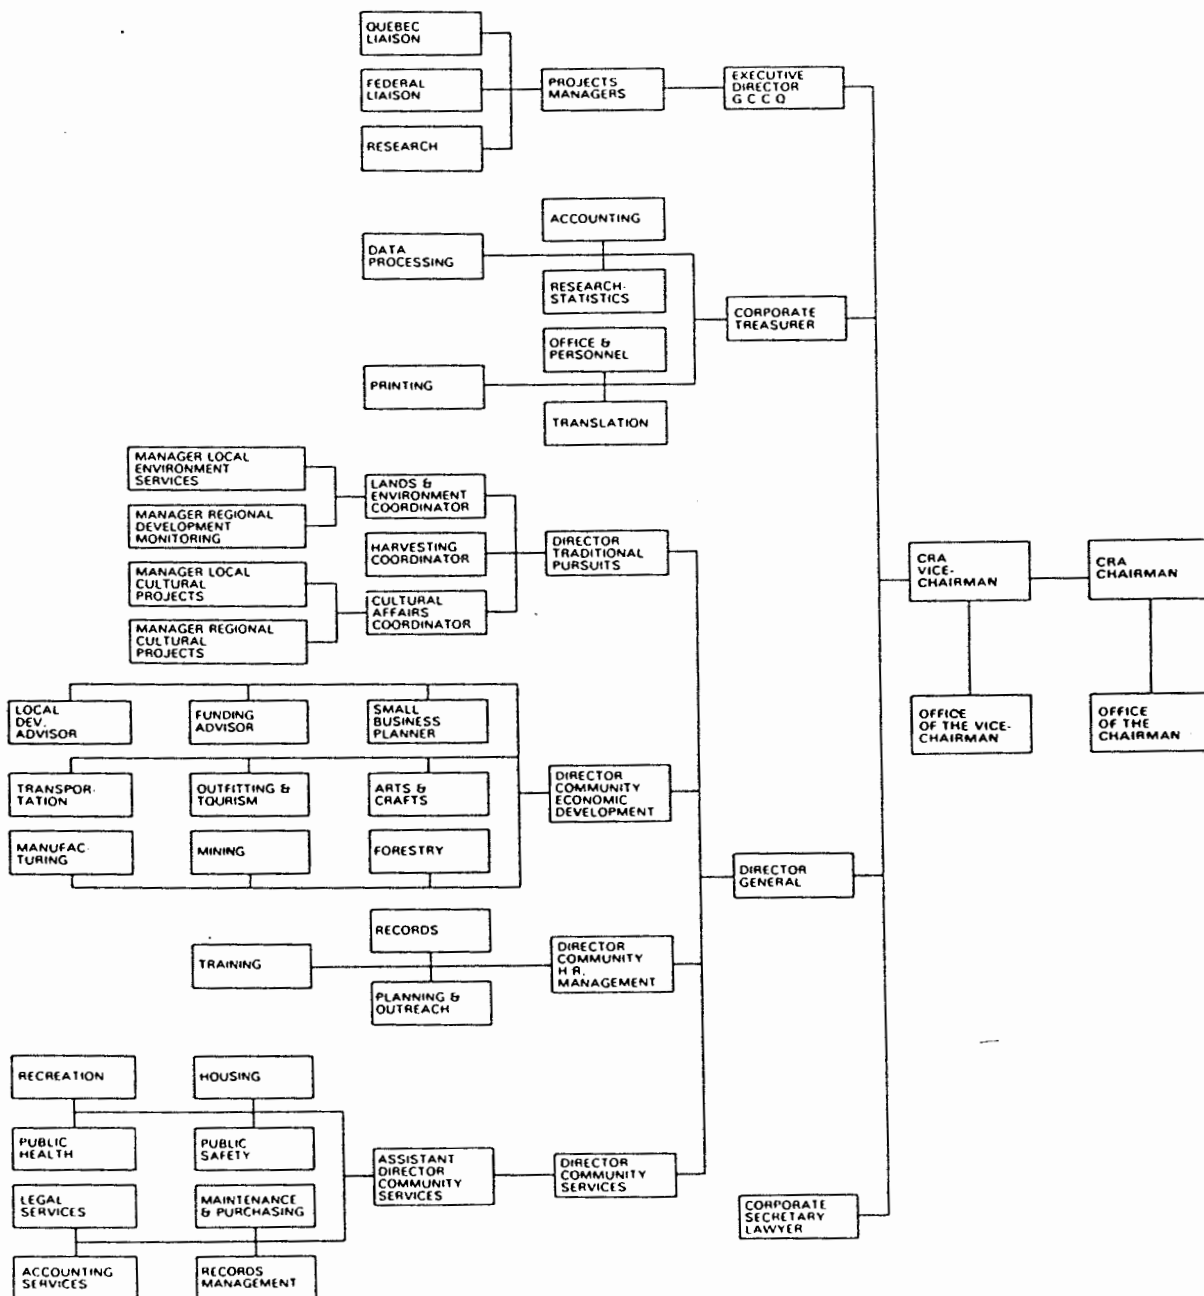 QUEBEC
LIAISON
FEDERAL
LIAISON
RESEARCH
PROJECTS
MANAGERS
EXECUTIVE
DIRECTOR
G C C Q
ACCOUNTING
DATA
PROCESSING
RESEARCH-
STATISTICS
CORPORATE
TREASURER
OFFICE &
PERSONNEL
PRINTING
TRANSLATION
MANAGER LOCAL
ENVIRONMENT
SERVICES
MANAGER REGIONAL
DEVELOPMENT
MONITORING
MANAGER LOCAL
CULTURAL
PROJECTS
MANAGER REGIONAL
CULTURAL
PROJECTS
LANDS &
ENVIRONMENT
COORDINATOR
HARVESTING
COORDINATOR
CULTURAL
AFFAIRS
COORDINATOR
DIRECTOR
TRADITIONAL
PURSUITS
CRA
VICE-
CHAIRMAN
CRA
CHAIRMAN
OFFICE
OF THE VICE-
CHAIRMAN
OFFICE
OF THE
CHAIRMAN
LOCAL
DEV.
ADVISOR
FUNDING
ADVISOR
SMALL
BUSINESS
PLANNER
TRANSPOR-
TATION
OUTFITTING &
TOURISM
ARTS &
CRAFTS
MANUFAC-
TURING
MINING
FORESTRY
DIRECTOR
COMMUNITY
ECONOMIC
DEVELOPMENT
DIRECTOR
GENERAL
RECORDS
TRAINING
PLANNING &
OUTREACH
DIRECTOR
COMMUNITY
H.R.
MANAGEMENT
RECREATION
HOUSING
PUBLIC
HEALTH
PUBLIC
SAFETY
LEGAL
SERVICES
MAINTENANCE
& PURCHASING
ACCOUNTING
SERVICES
RECORDS
MANAGEMENT
ASSISTANT
DIRECTOR
COMMUNITY
SERVICES
DIRECTOR
COMMUNITY
SERVICES
CORPORATE
SECRETARY
LAWYER